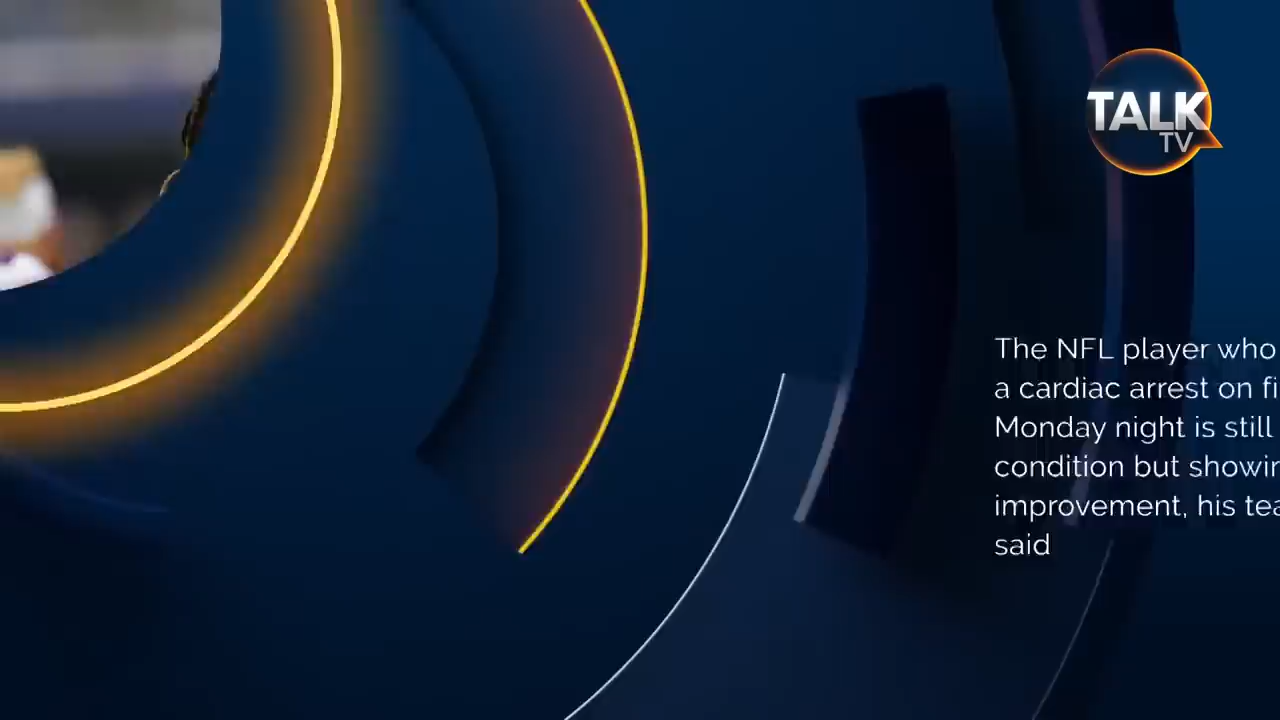 TALK
TV
The NFL player who
a cardiac arrest on
Monday night is still
condition but
improvement, his
said